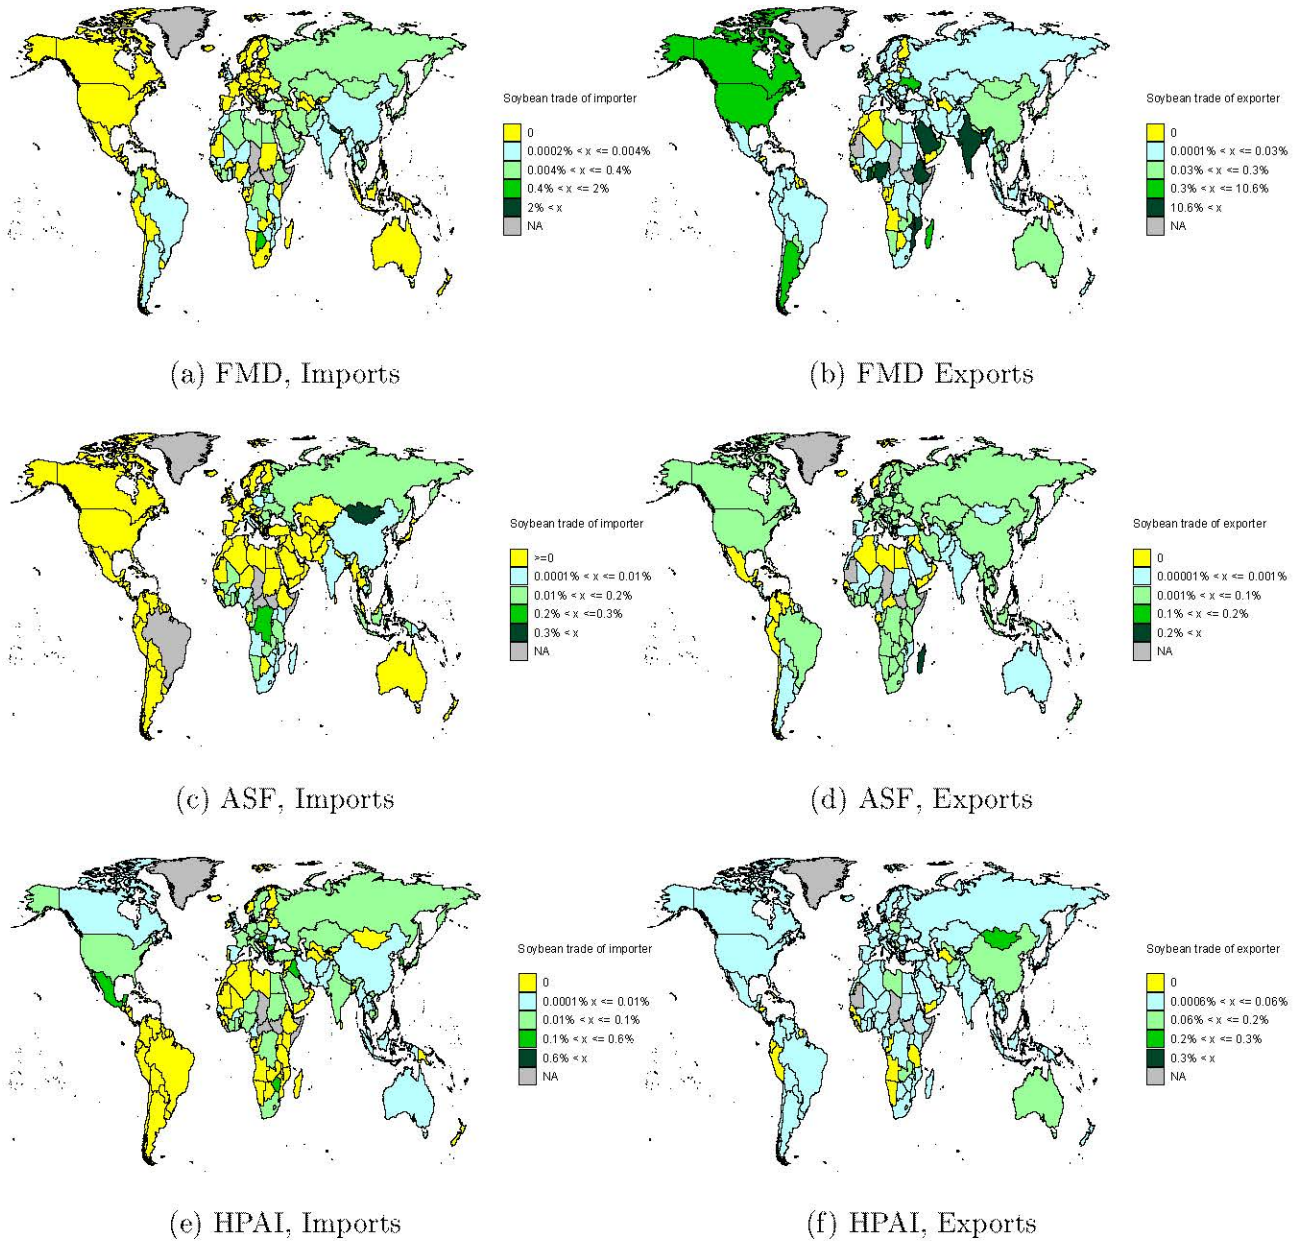 Soybean trade of importer
0
0.0002% < x <= 0.004%
0.004% < x <= 0.4%
0.4% < x <= 2%
2% < x
NA
(a) FMD, Imports
Soybean trade of exporter
0
0.0001% < x <= 0.03%
0.03% < x <= 0.3%
0.3% < x <= 10.6%
10.6% < x
NA
(b) FMD Exports
Soybean trade of importer
>=0
0.0001% < x <= 0.01%
0.01% < x <= 0.2%
0.2% < x <=0.3%
0.3% < x
NA
(c) ASF, Imports
Soybean trade of exporter
0
0.00001% < x <= 0.001%
0.001% < x <= 0.1%
0.1% < x <= 0.2%
0.2% < x
NA
(d) ASF, Exports
Soybean trade of importer
0
0.0001% < x <= 0.01%
0.01% < x <= 0.1%
0.1% < x <= 0.6%
0.6% < x
NA
(e) HPAI, Imports
Soybean trade of exporter
0
0.0006% < x <= 0.06%
0.06% < x <= 0.2%
0.2% < x <= 0.3%
0.3% < x
NA
(f) HPAI, Exports